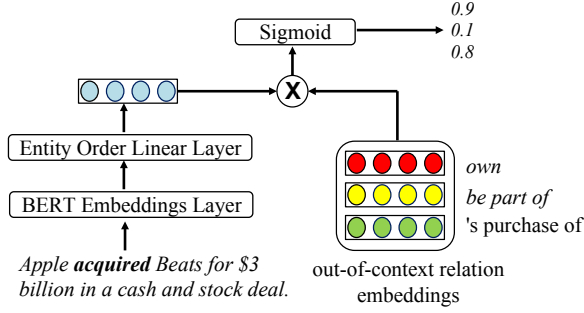 0.9
Sigmoid
0.1
0.8
X
Entity Order Linear Layer
own
BERT Embeddings Layer
be part of
's purchase of
Apple acquired Beats for $3
billion in a cash and stock deal.
out-of-context relation
embeddings